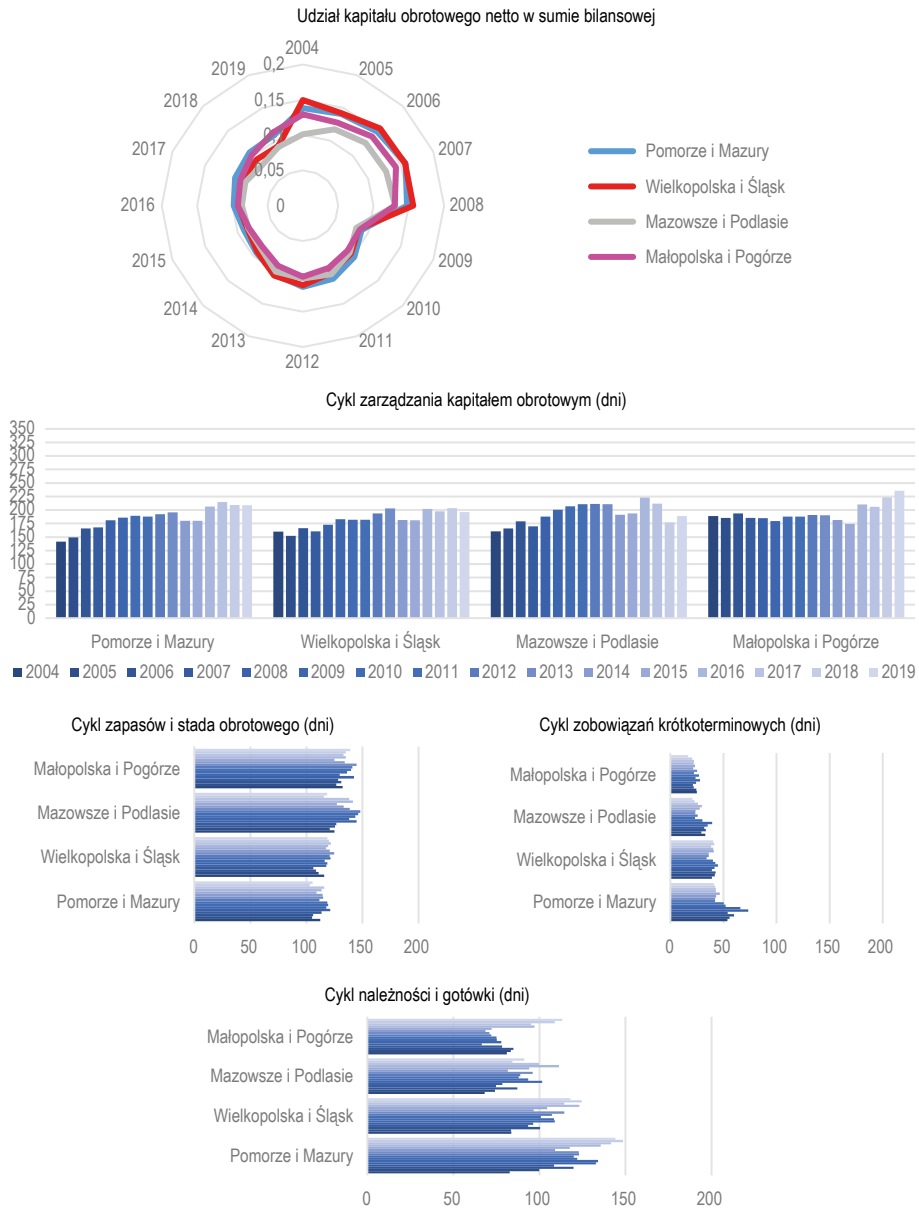 Udział kapitału obrotowego netto w sumie bilansowej
2004
2005
2006
2007
2008
2009
2010
2011
2012
2013
2014
2015
2016
2017
2018
2019
0,2
0,15
0,1
0,05
0
Pomorze i Mazury
Wielkopolska i Śląsk
Mazowsze i Podlasie
Małopolska i Pogórze
Cykl zarządzania kapitałem obrotowym (dni)
350
325
300
275
250
225
200
175
150
125
100
75
50
25
0
Pomorze i Mazury Wielkopolska i Śląsk Mazowsze i Podlasie Małopolska i Pogórze
2004 2005 2006 2007 2008 2009 2010 2011 2012 2013 2014 2015 2016 2017 2018 2019
Cykl zapasów i stada obrotowego (dni)
Małopolska i Pogórze
Mazowsze i Podlasie
Wielkopolska i Śląsk
Pomorze i Mazury
0 50 100 150 200
Cykl zobowiązań krótkoterminowych (dni)
Małopolska i Pogórze
Mazowsze i Podlasie
Wielkopolska i Śląsk
Pomorze i Mazury
0 50 100 150 200
Cykl należności i gotówki (dni)
Małopolska i Pogórze
Mazowsze i Podlasie
Wielkopolska i Śląsk
Pomorze i Mazury
0 50 100 150 200